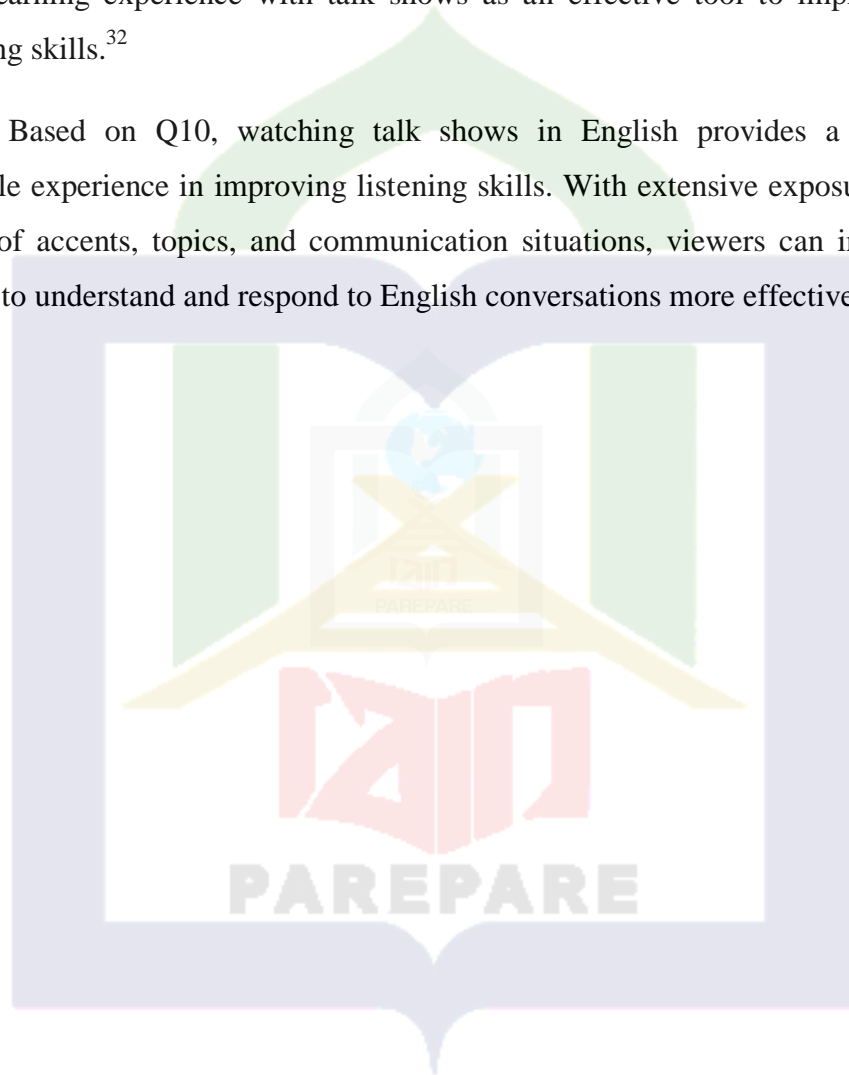 earning experience with talk shows as an effective tool to imp
ng skills.32
Based on Q10, watching talk shows in English provides a
le experience in improving listening skills. With extensive exposu
of accents, topics, and communication situations, viewers can i
to understand and respond to English conversations more effective
PAREPARE
PAREPARE